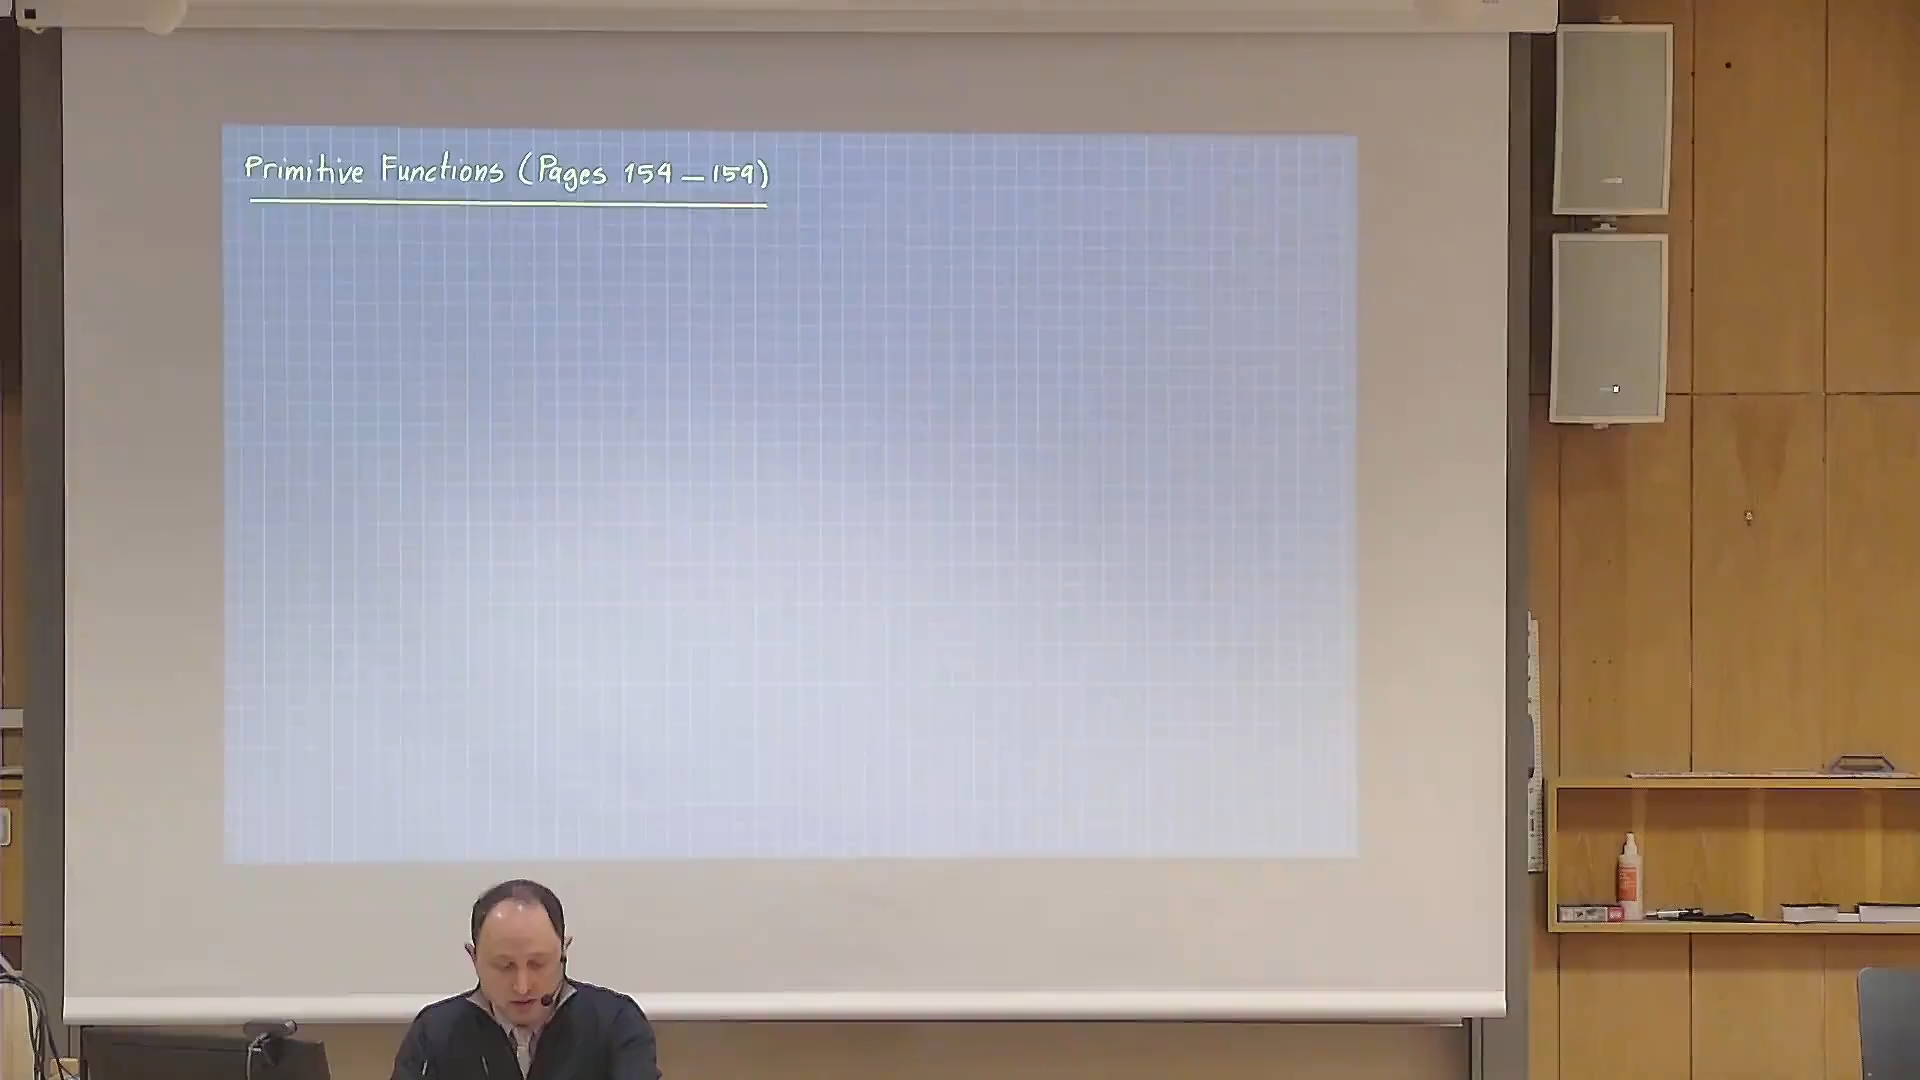 Primitive Functions (Pages 154 – 159)